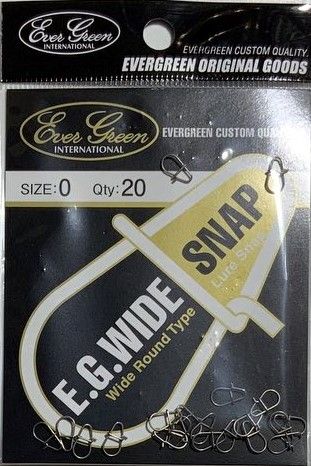 Ever Green
INTERNATIONAL
EVERGREEN CUSTOM QUALITY.
EVERGREEN ORIGINAL GOODS
Ever Green
INTERNATIONAL
EVERGREEN CUSTOM QUA
SIZE:0 Qty:20
E.G.WIDE SNAP
Wide Round Type Lure Snap